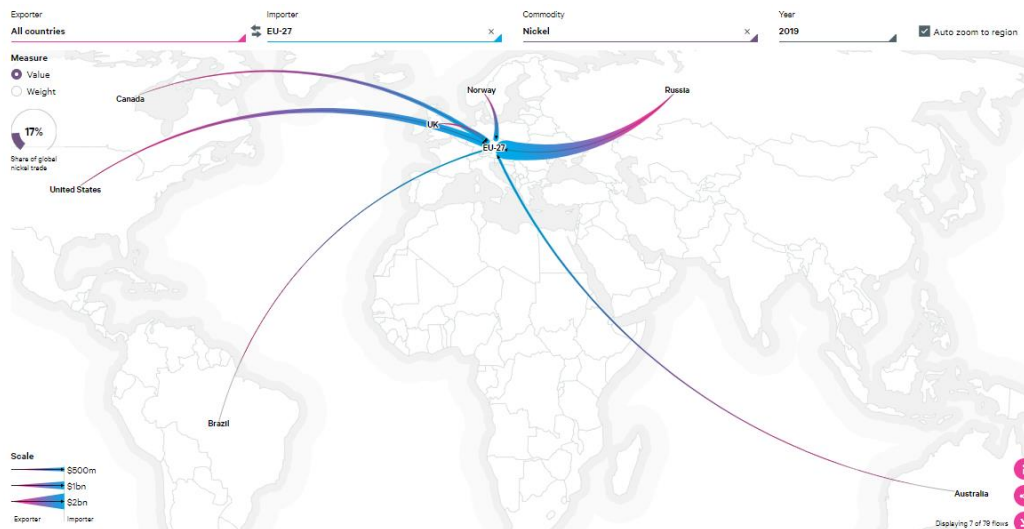 Exporter
All countries
Importer
EU-27
×
Commodity
Nickel
×
Year
2019
Auto zoom to region
Measure
Value
Weight
17%
Share of global
nickel trade
Canada
Norway
Russia
UK
EU-27
United States
Brazil
Australia
Scale
$500m
$1bn
$2bn
Exporter
Importer
Displaying 7 of 79 flows